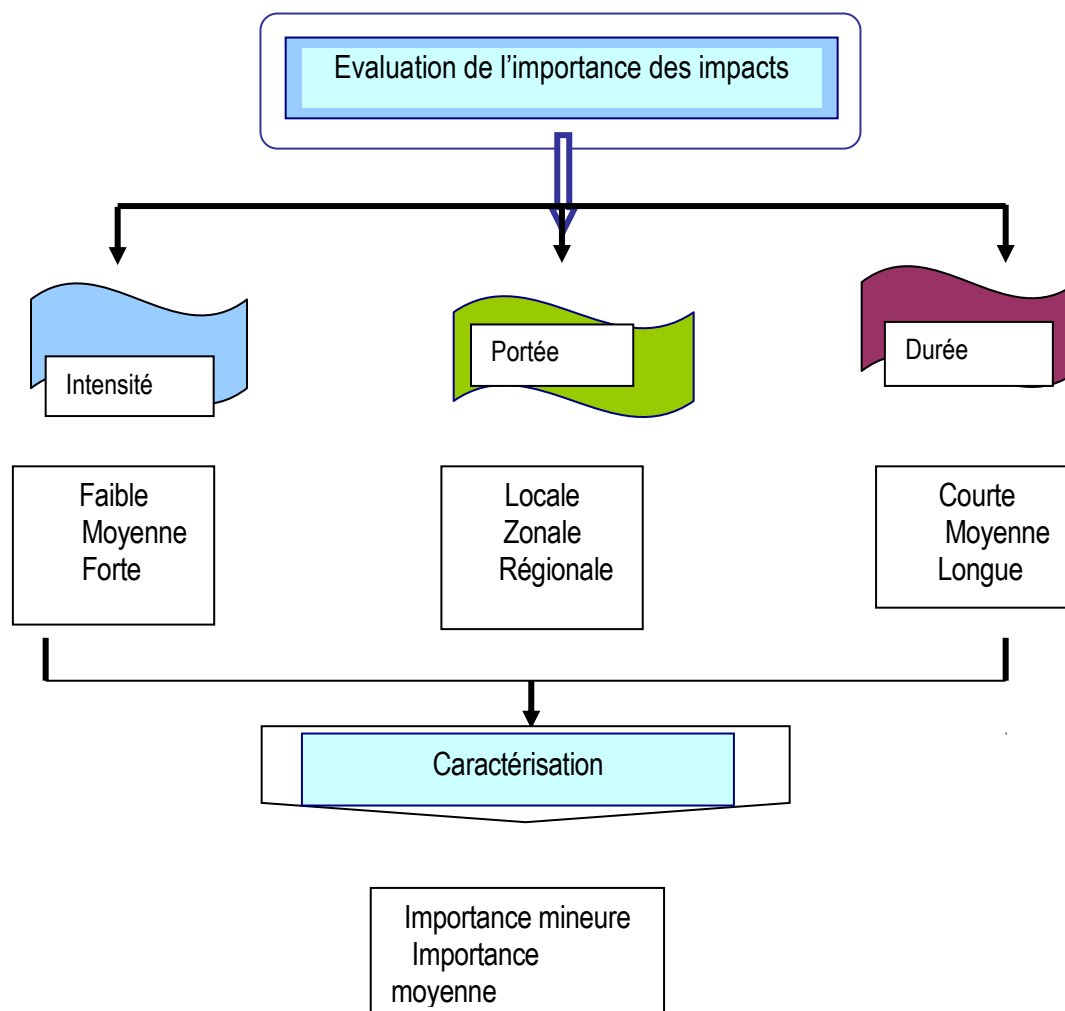 Evaluation de l’importance des impacts
Intensité
Portée
Durée
Faible
Moyenne
Forte
Locale
Zonale
Régionale
Courte
Moyenne
Longue
Caractérisation
Importance mineure
Importance
moyenne